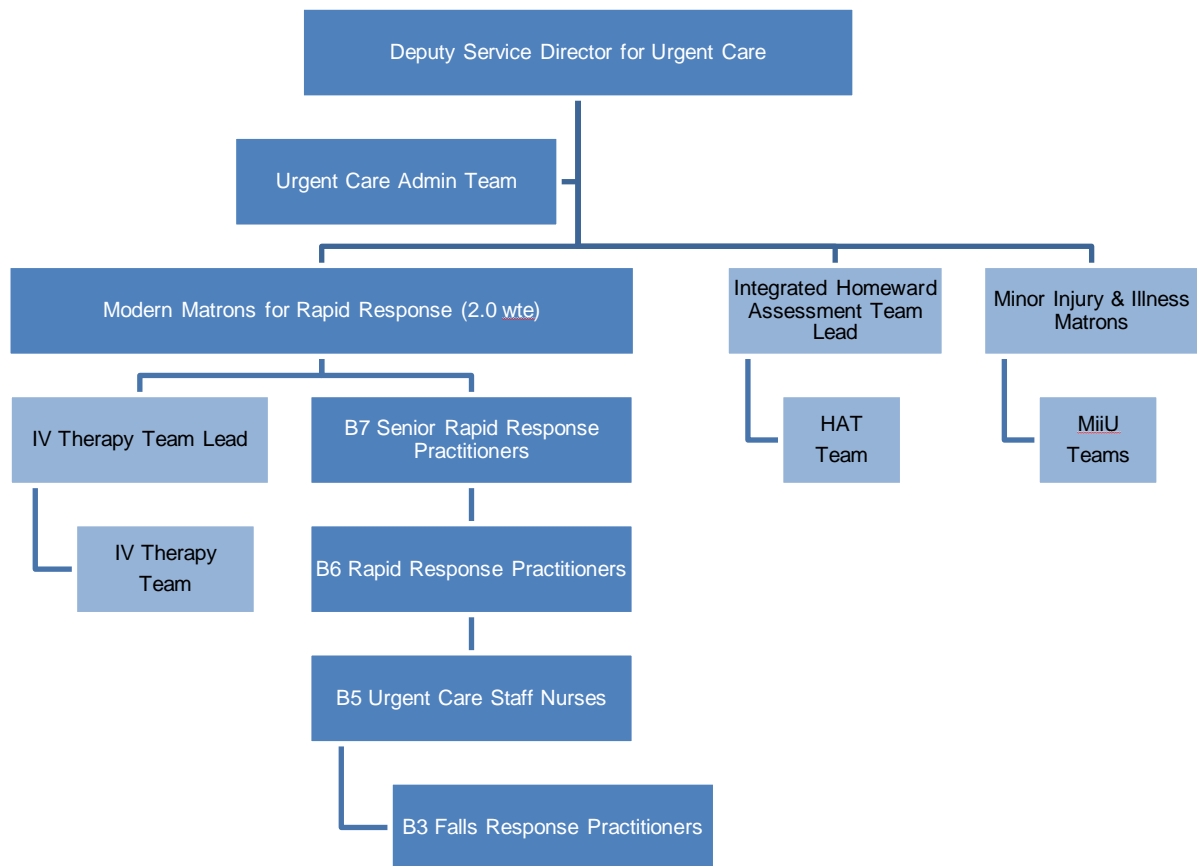 Deputy Service Director for Urgent Care
Urgent Care Admin Team
Modern Matrons for Rapid Response (2.0 wte)
Integrated Homeward
Assessment Team
Lead
Minor Injury & Illness
Matrons
IV Therapy Team Lead
B7 Senior Rapid Response
Practitioners
HAT
Team
MiiU
Teams
IV Therapy
Team
B6 Rapid Response Practitioners
B5 Urgent Care Staff Nurses
B3 Falls Response Practitioners